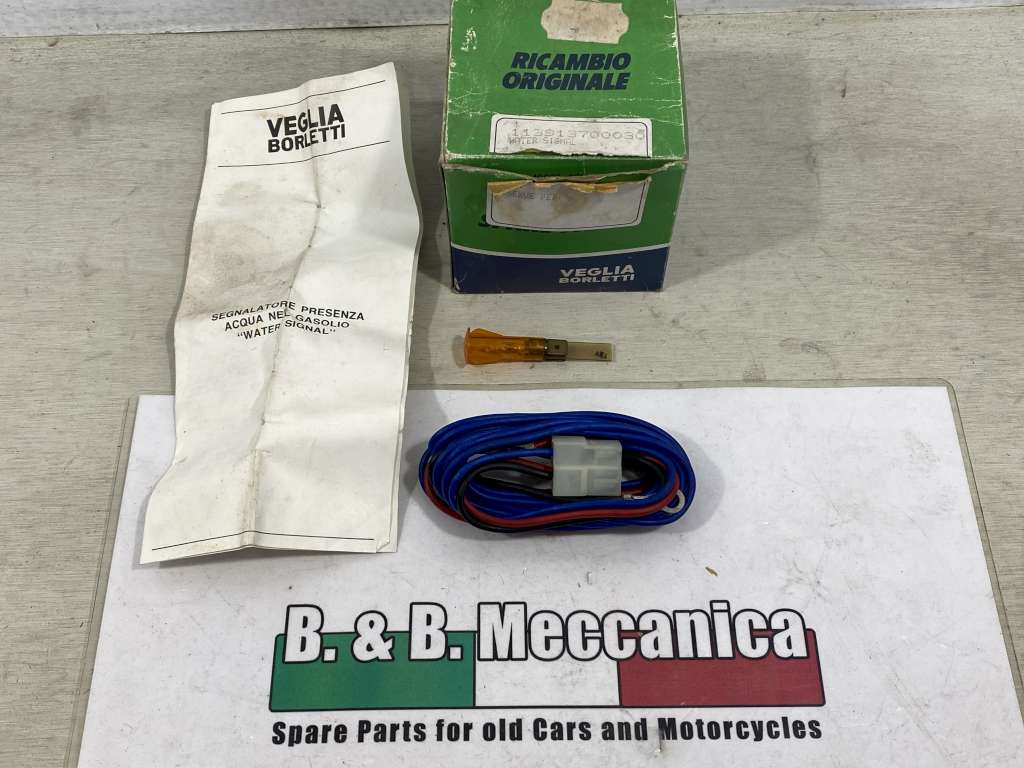 VEGLIA
BORLETTI
SEGNALATORE PRESENZA
ACQUA NEL GASOLIO
"WATER SIGNAL"
RICAMBIO
ORIGINALE
113913700030
WATER SIGNAL
VEGLIA
BORLETTI
B. & B. Meccanica
Spare Parts for old Cars and Motorcycles